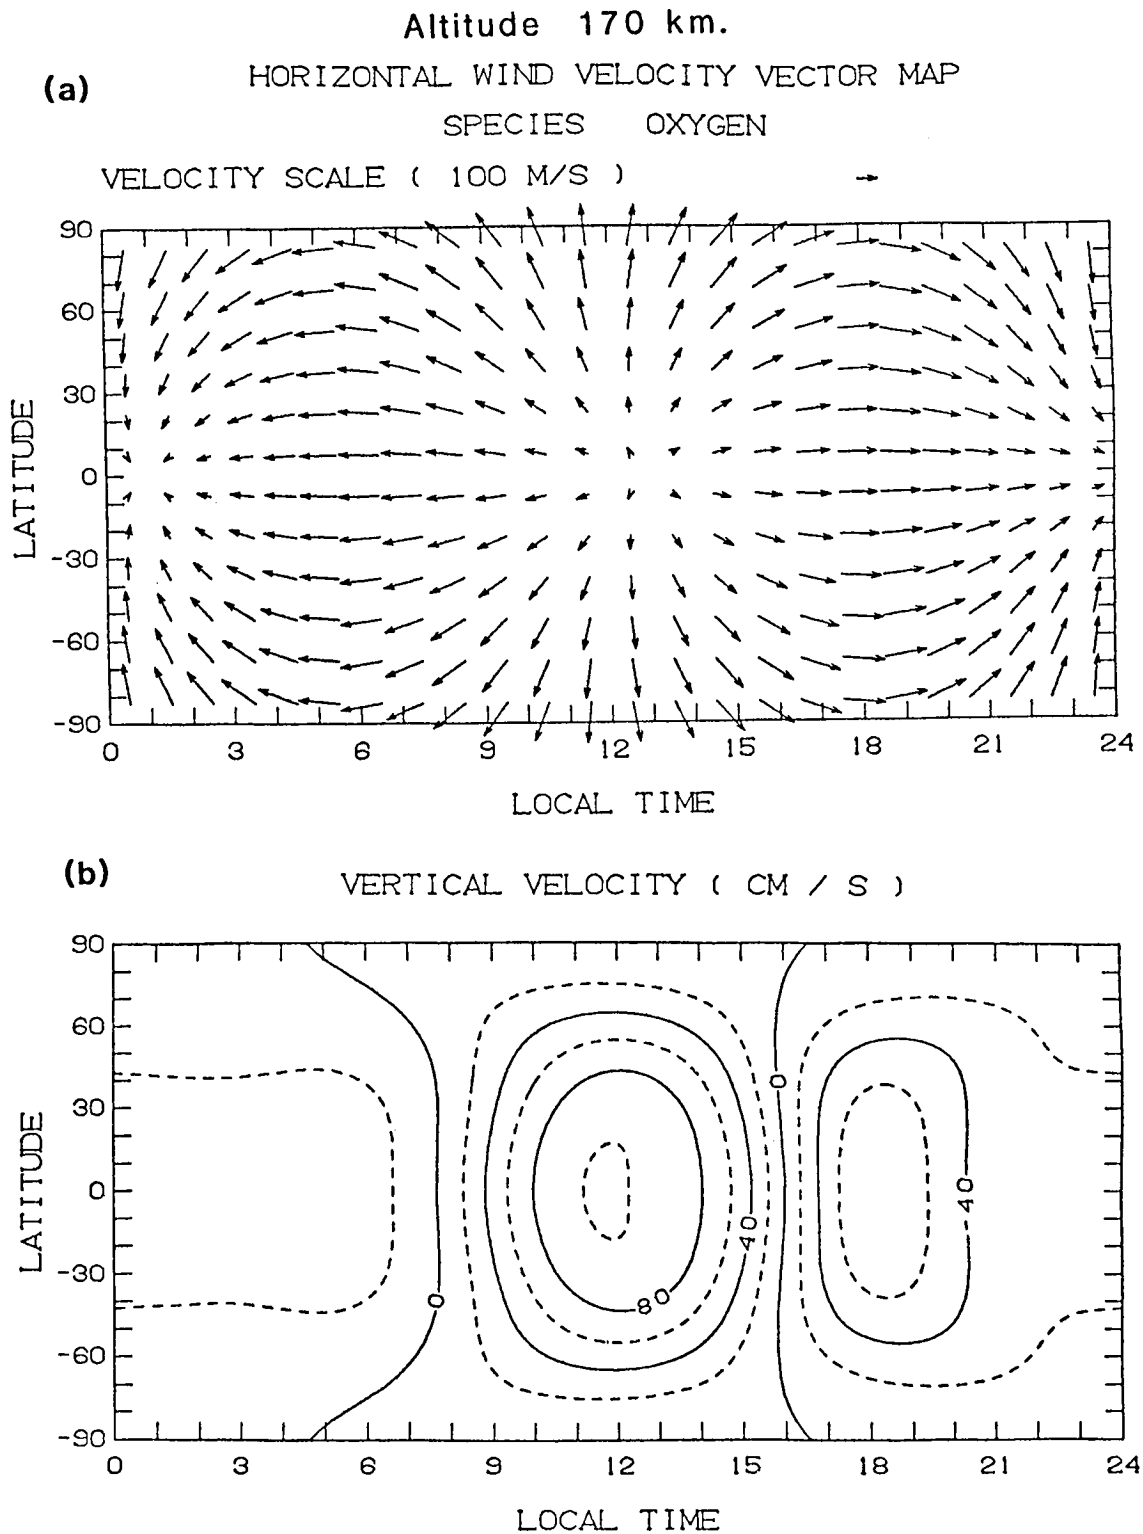 Altitude 170 km.
(a)
HORIZONTAL WIND VELOCITY VECTOR MAP
SPECIES OXYGEN
VELOCITY SCALE ( 100 M/S )
90
60
30
0
-30
-60
-90
LATITUDE
0 3 6 9 12 15 18 21 24
LOCAL TIME
(b)
VERTICAL VELOCITY ( CM / S )
90
60
30
0
-30
-60
-90
LATITUDE
0
40
40
0
80
0 3 6 9 12 15 18 21 24
LOCAL TIME